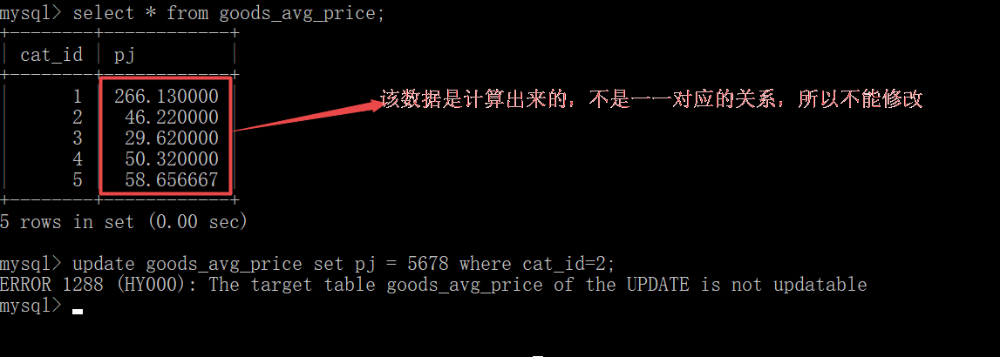 mysql> select * from goods_avg_price;
+--------+------------+
| cat_id | pj         |
+--------+------------+
|      1 | 266.130000 |
|      2 |  46.220000 |
|      3 |  29.620000 |
|      4 |  50.320000 |
|      5 |  58.656667 |
+--------+------------+
该数据是计算出来的，不是一一对应的关系，所以不能修改
5 rows in set (0.00 sec)
mysql> update goods_avg_price set pj = 5678 where cat_id=2;
ERROR 1288 (HY000): The target table goods_avg_price of the UPDATE is not updatable
mysql>